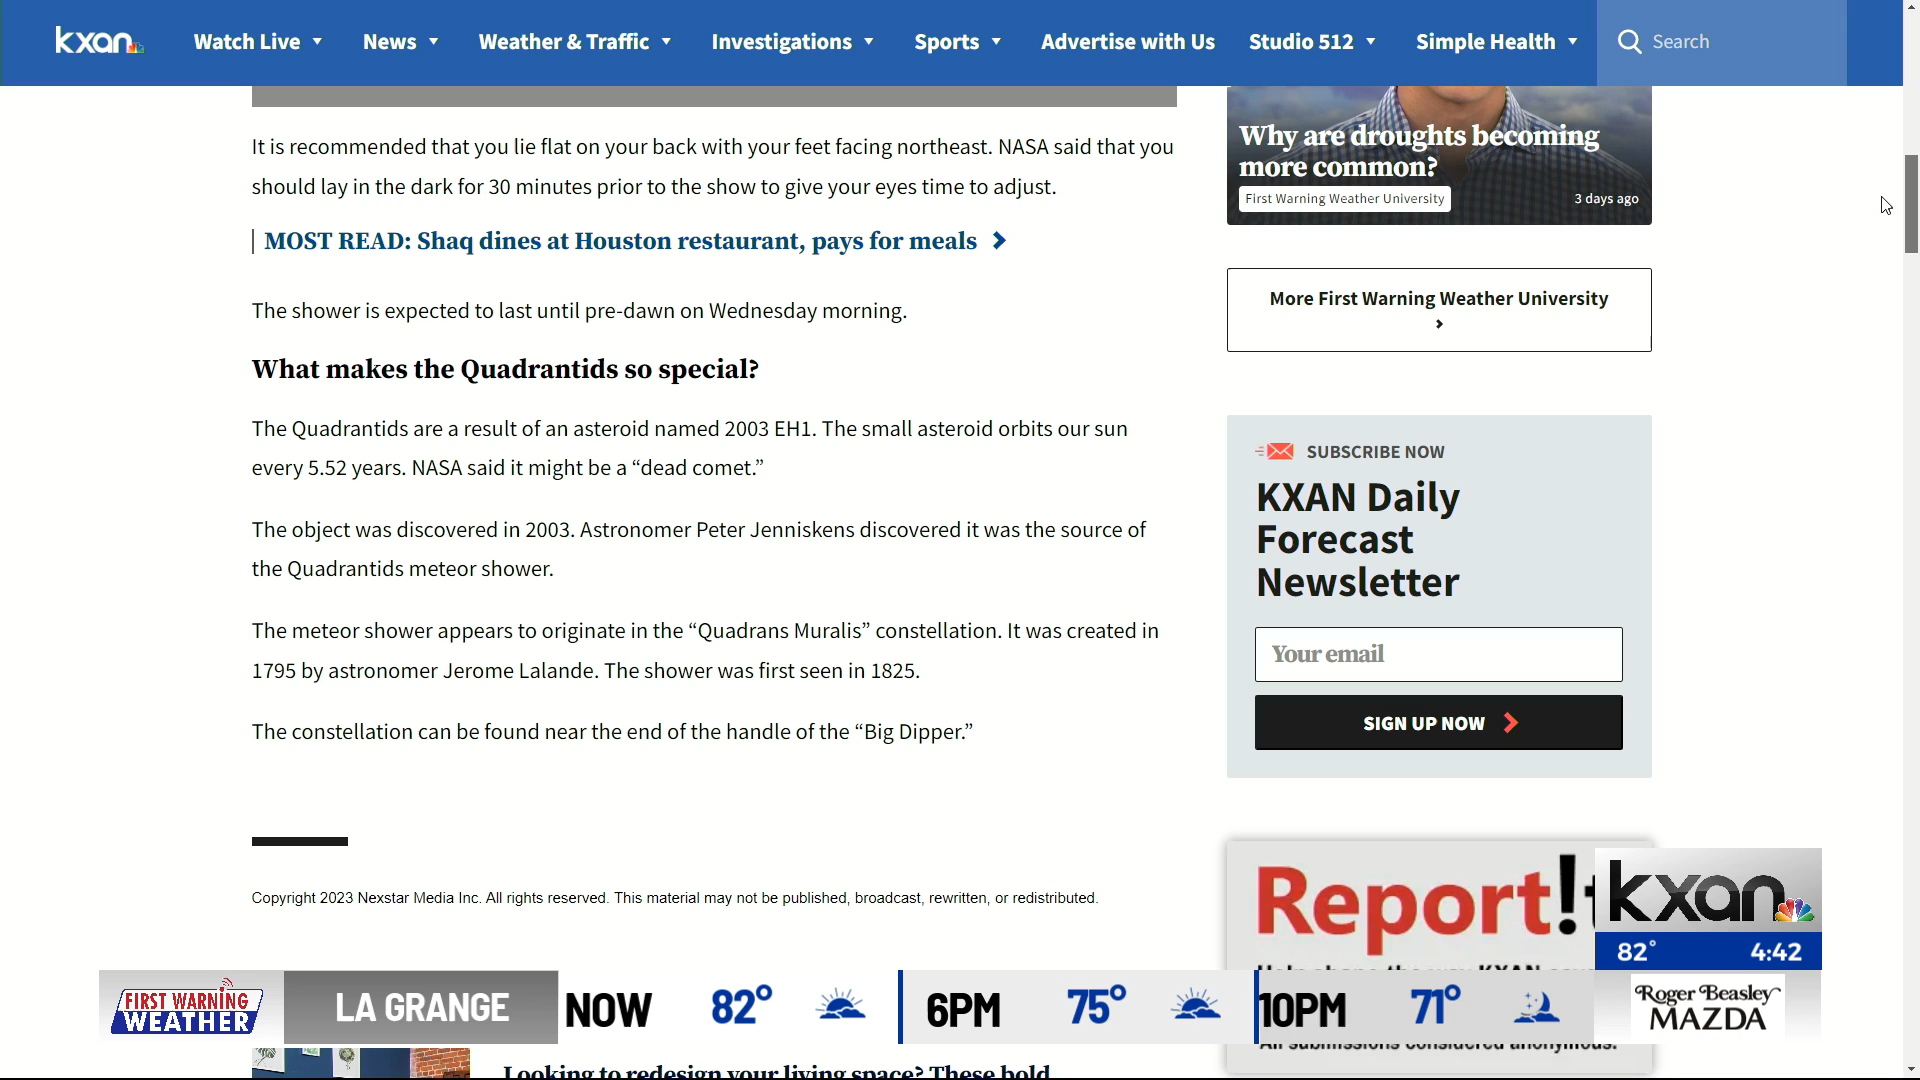 kxan
Watch Live
News
Weather & Traffic
Investigations
Sports
Advertise with Us
Studio 512
Simple Health
Search
It is recommended that you lie flat on your back with your feet facing northeast. NASA said that you
should lay in the dark for 30 minutes prior to the show to give your eyes time to adjust.
MOST READ: Shaq dines at Houston restaurant, pays for meals
The shower is expected to last until pre-dawn on Wednesday morning.
What makes the Quadrantids so special?
The Quadrantids are a result of an asteroid named 2003 EH1. The small asteroid orbits our sun
every 5.52 years. NASA said it might be a “dead comet.”
The object was discovered in 2003. Astronomer Peter Jenniskens discovered it was the source of
the Quadrantids meteor shower.
The meteor shower appears to originate in the “Quadrans Muralis” constellation. It was created in
1795 by astronomer Jerome Lalande. The shower was first seen in 1825.
The constellation can be found near the end of the handle of the “Big Dipper.”
Copyright 2023 Nexstar Media Inc. All rights reserved. This material may not be published, broadcast, rewritten, or redistributed.
Why are droughts becoming
more common?
First Warning Weather University
3 days ago
More First Warning Weather University
SUBSCRIBE NOW
KXAN Daily
Forecast
Newsletter
Your email
SIGN UP NOW
Report!t
All submissions considered anonymous.
kxan
82° 4:42
FIRST WARNING
WEATHER
LA GRANGE
NOW 82°
6PM 75°
10PM 71°
Roger Beasley
MAZDA
Looking to redesign your living space? These bold